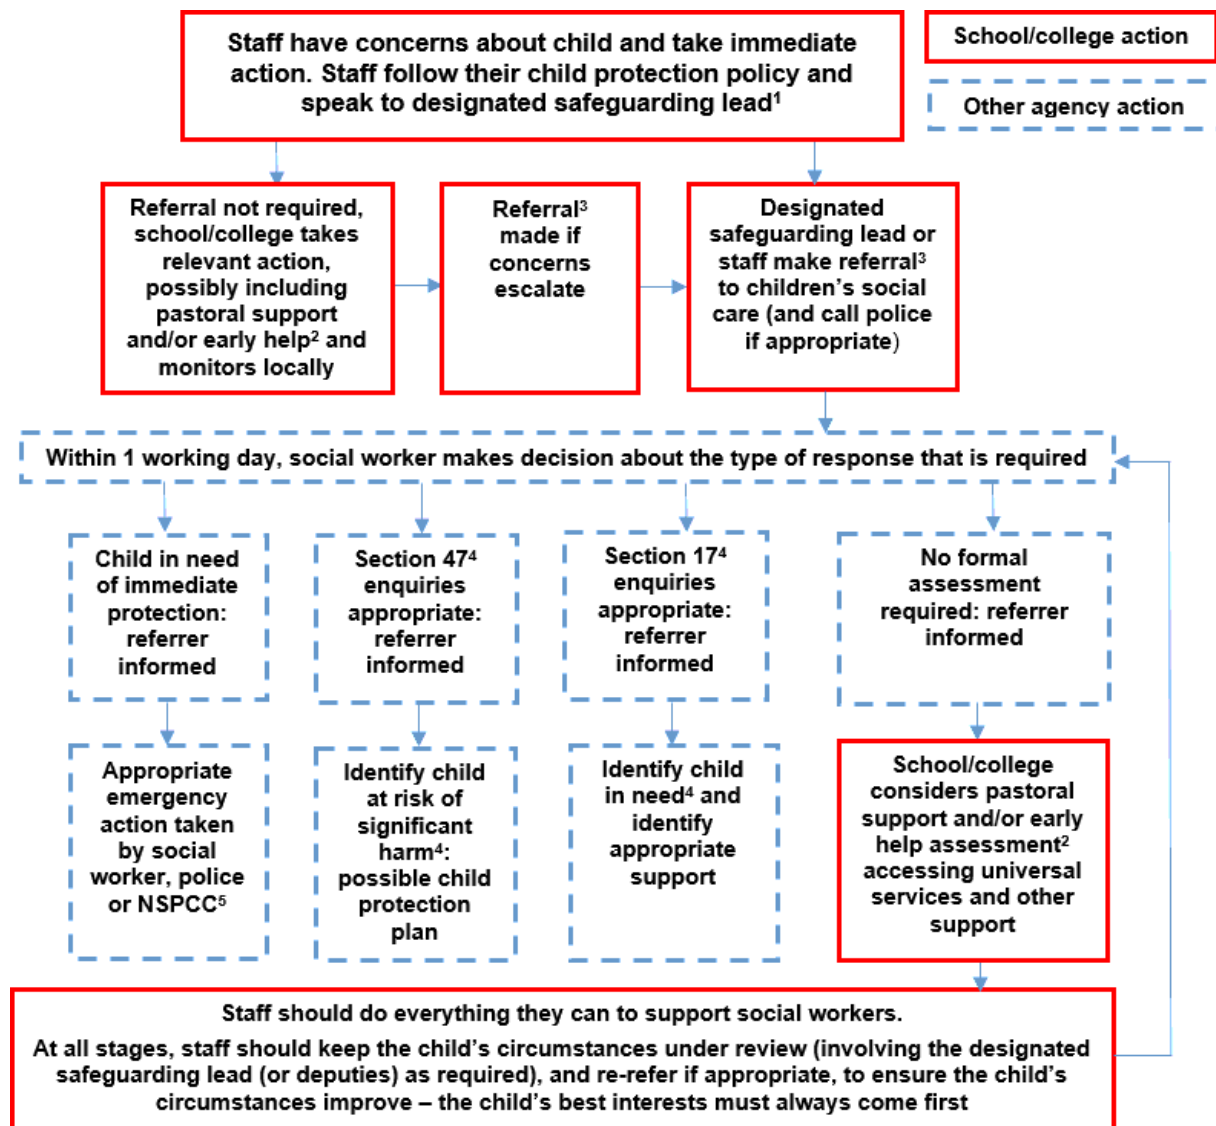 Staff have concerns about child and take immediate
action. Staff follow their child protection policy and
speak to designated safeguarding lead¹
School/college action
Other agency action
Referral not required,
school/college takes
relevant action,
possibly including
pastoral support
and/or early help² and
monitors locally
Referral³
made if
concerns
escalate
Designated
safeguarding lead or
staff make referral³
to children’s social
care (and call police
if appropriate)
Within 1 working day, social worker makes decision about the type of response that is required
Child in need
of immediate
protection:
referrer
informed
Section 47⁴
enquiries
appropriate:
referrer
informed
Section 17⁴
enquiries
appropriate:
referrer
informed
No formal
assessment
required: referrer
informed
Appropriate
emergency
action taken
by social
worker, police
or NSPCC⁵
Identify child
at risk of
significant
harm⁴:
possible child
protection
plan
Identify child
in need⁴ and
identify
appropriate
support
School/college
considers pastoral
support and/or early
help assessment²
accessing universal
services and other
support
Staff should do everything they can to support social workers.
At all stages, staff should keep the child’s circumstances under review (involving the designated
safeguarding lead (or deputies) as required), and re-refer if appropriate, to ensure the child’s
circumstances improve – the child’s best interests must always come first